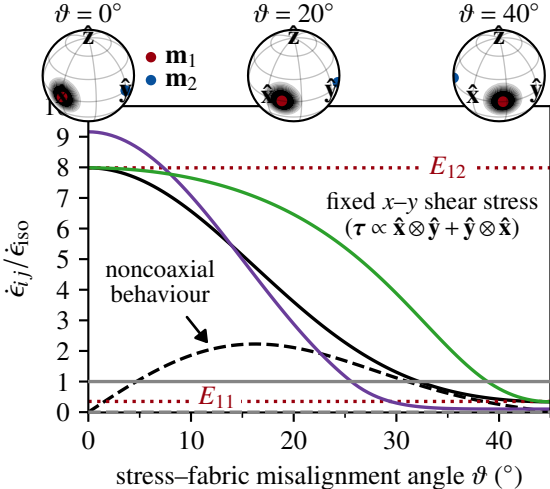 ϑ = 0° ϑ = 20° ϑ = 40°
ẑ ẑ ẑ
m₁
m₂
ŷ x̂ ŷ x̂ ŷ
9
8
7
6
5
4
3
2
1
0
E₁₂
fixed x–y shear stress
(τ ∝ x̂ ⊗ ŷ + ŷ ⊗ x̂)
noncoaxial
behaviour
ϵ̇ᵢⱼ/ϵ̇iso
E₁₁
0 10 20 30 40
stress–fabric misalignment angle ϑ (°)